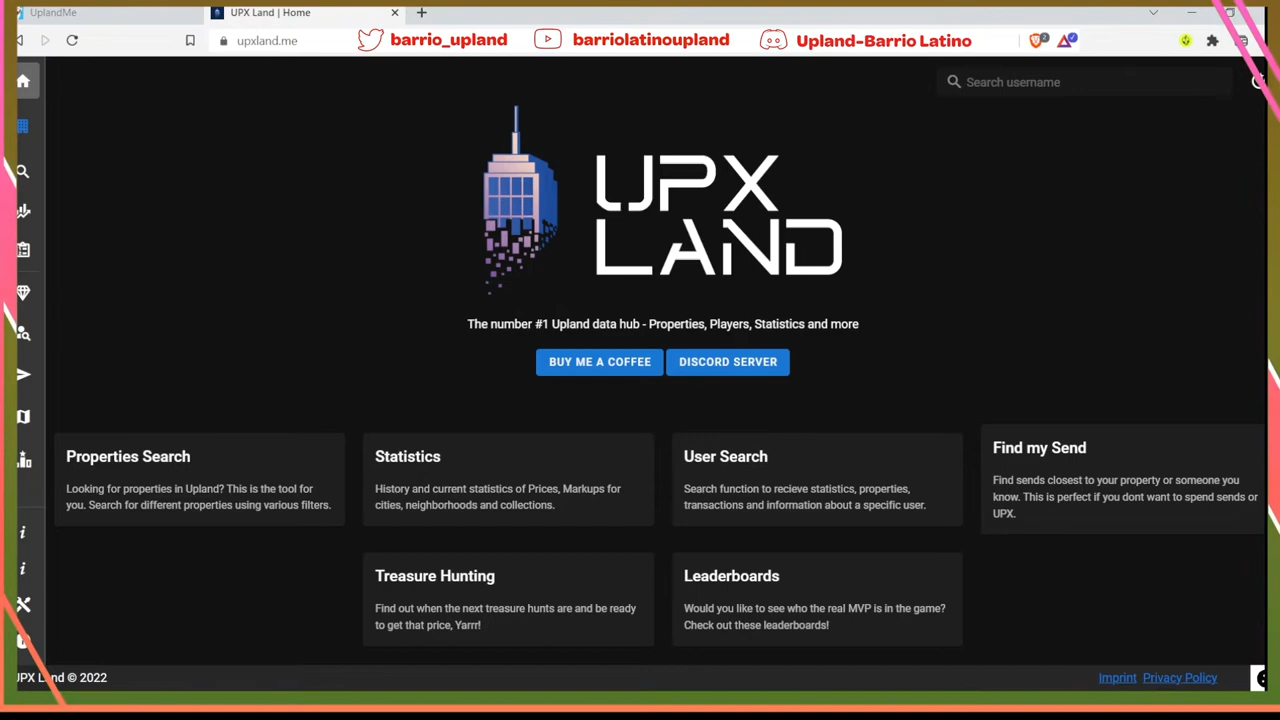 UplandMe
UPX Land | Home
upxland.me
barrio_upland
barriolatinoupland
Upland-Barrio Latino
Search username
UPX
LAND
The number #1 Upland data hub - Properties, Players, Statistics and more
BUY ME A COFFEE
DISCORD SERVER
Properties Search
Looking for properties in Upland? This is the tool for
you. Search for different properties using various filters.
Statistics
History and current statistics of Prices, Markups for
cities, neighborhoods and collections.
User Search
Search function to recieve statistics, properties,
transactions and information about a specific user.
Find my Send
Find sends closest to your property or someone you
know. This is perfect if you dont want to spend sends or
UPX.
Treasure Hunting
Find out when the next treasure hunts are and be ready
to get that price, Yarrr!
Leaderboards
Would you like to see who the real MVP is in the game?
Check out these leaderboards!
UPX Land © 2022
Imprint
Privacy Policy